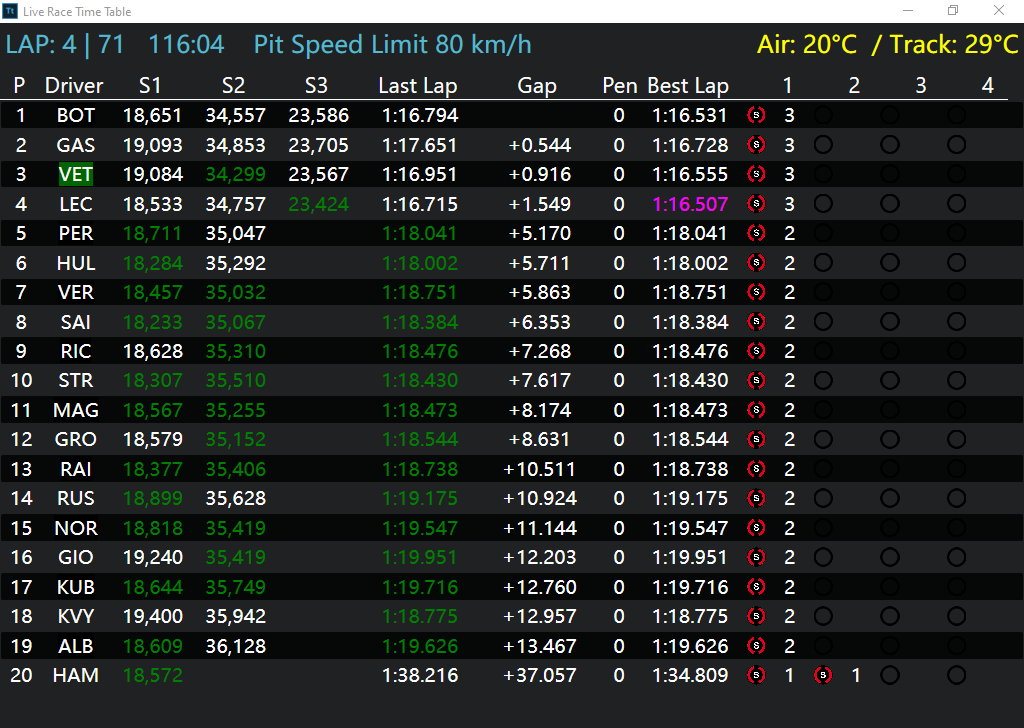 Tt Live Race Time Table
LAP: 4 | 71 116:04 Pit Speed Limit 80 km/h Air: 20°C / Track: 29°C
P Driver S1 S2 S3 Last Lap Gap Pen Best Lap 1 2 3 4
1 BOT 18,651 34,557 23,586 1:16.794 0 1:16.531 S 3
2 GAS 19,093 34,853 23,705 1:17.651 +0.544 0 1:16.728 S 3
3 VET 19,084 34,299 23,567 1:16.951 +0.916 0 1:16.555 S 3
4 LEC 18,533 34,757 23,424 1:16.715 +1.549 0 1:16.507 S 3
5 PER 18,711 35,047 1:18.041 +5.170 0 1:18.041 S 2
6 HUL 18,284 35,292 1:18.002 +5.711 0 1:18.002 S 2
7 VER 18,457 35,032 1:18.751 +5.863 0 1:18.751 S 2
8 SAI 18,233 35,067 1:18.384 +6.353 0 1:18.384 S 2
9 RIC 18,628 35,310 1:18.476 +7.268 0 1:18.476 S 2
10 STR 18,307 35,510 1:18.430 +7.617 0 1:18.430 S 2
11 MAG 18,567 35,255 1:18.473 +8.174 0 1:18.473 S 2
12 GRO 18,579 35,152 1:18.544 +8.631 0 1:18.544 S 2
13 RAI 18,377 35,406 1:18.738 +10.511 0 1:18.738 S 2
14 RUS 18,899 35,628 1:19.175 +10.924 0 1:19.175 S 2
15 NOR 18,818 35,419 1:19.547 +11.144 0 1:19.547 S 2
16 GIO 19,240 35,419 1:19.951 +12.203 0 1:19.951 S 2
17 KUB 18,644 35,749 1:19.716 +12.760 0 1:19.716 S 2
18 KVY 19,400 35,942 1:18.775 +12.957 0 1:18.775 S 2
19 ALB 18,609 36,128 1:19.626 +13.467 0 1:19.626 S 2
20 HAM 18,572 1:38.216 +37.057 0 1:34.809 S 1 S 1